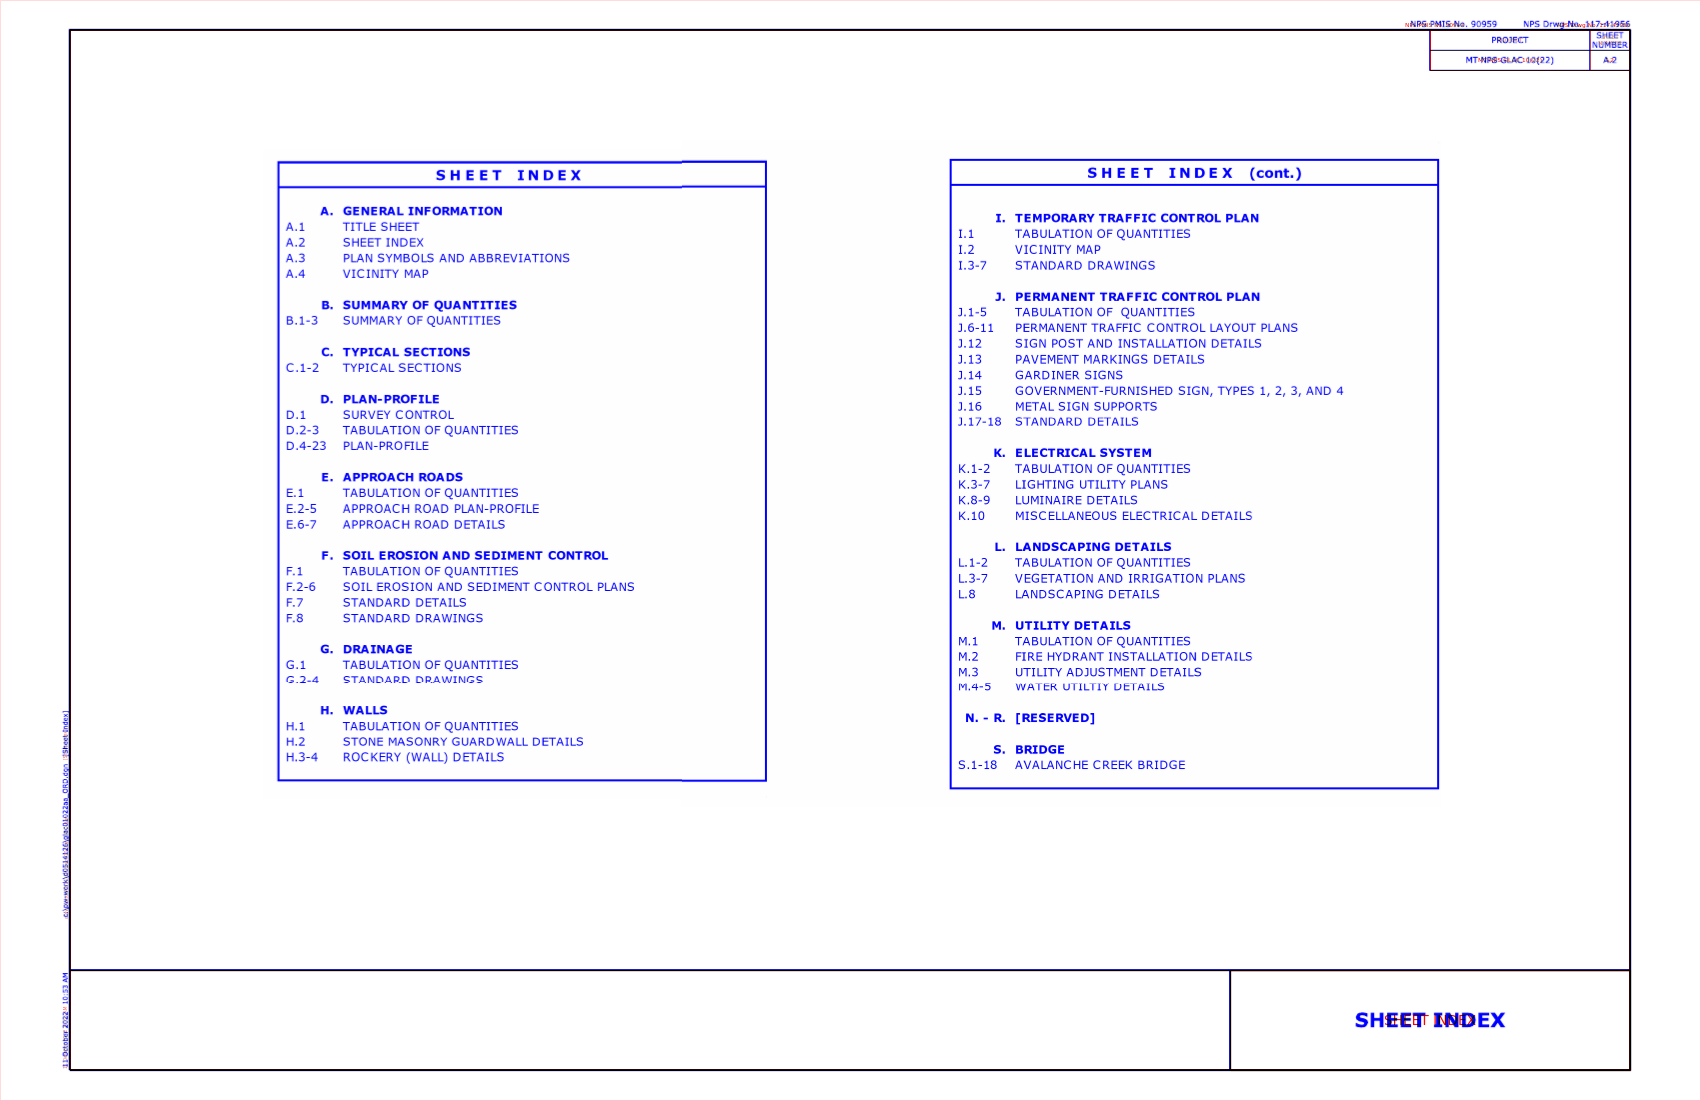 NPS PMIS No. 90959 NPS Drwg No. 117-41956
PROJECT
SHEET
NUMBER
MT NPS GLAC 10(22)
A.2
SHEET INDEX
A. GENERAL INFORMATION
A.1 TITLE SHEET
A.2 SHEET INDEX
A.3 PLAN SYMBOLS AND ABBREVIATIONS
A.4 VICINITY MAP
B. SUMMARY OF QUANTITIES
B.1-3 SUMMARY OF QUANTITIES
C. TYPICAL SECTIONS
C.1-2 TYPICAL SECTIONS
D. PLAN-PROFILE
D.1 SURVEY CONTROL
D.2-3 TABULATION OF QUANTITIES
D.4-23 PLAN-PROFILE
E. APPROACH ROADS
E.1 TABULATION OF QUANTITIES
E.2-5 APPROACH ROAD PLAN-PROFILE
E.6-7 APPROACH ROAD DETAILS
F. SOIL EROSION AND SEDIMENT CONTROL
F.1 TABULATION OF QUANTITIES
F.2-6 SOIL EROSION AND SEDIMENT CONTROL PLANS
F.7 STANDARD DETAILS
F.8 STANDARD DRAWINGS
G. DRAINAGE
G.1 TABULATION OF QUANTITIES
G.2-4 STANDARD DRAWINGS
H. WALLS
H.1 TABULATION OF QUANTITIES
H.2 STONE MASONRY GUARDWALL DETAILS
H.3-4 ROCKERY (WALL) DETAILS
SHEET INDEX (cont.)
I. TEMPORARY TRAFFIC CONTROL PLAN
I.1 TABULATION OF QUANTITIES
I.2 VICINITY MAP
I.3-7 STANDARD DRAWINGS
J. PERMANENT TRAFFIC CONTROL PLAN
J.1-5 TABULATION OF QUANTITIES
J.6-11 PERMANENT TRAFFIC CONTROL LAYOUT PLANS
J.12 SIGN POST AND INSTALLATION DETAILS
J.13 PAVEMENT MARKINGS DETAILS
J.14 GARDINER SIGNS
J.15 GOVERNMENT-FURNISHED SIGN, TYPES 1, 2, 3, AND 4
J.16 METAL SIGN SUPPORTS
J.17-18 STANDARD DETAILS
K. ELECTRICAL SYSTEM
K.1-2 TABULATION OF QUANTITIES
K.3-7 LIGHTING UTILITY PLANS
K.8-9 LUMINAIRE DETAILS
K.10 MISCELLANEOUS ELECTRICAL DETAILS
L. LANDSCAPING DETAILS
L.1-2 TABULATION OF QUANTITIES
L.3-7 VEGETATION AND IRRIGATION PLANS
L.8 LANDSCAPING DETAILS
M. UTILITY DETAILS
M.1 TABULATION OF QUANTITIES
M.2 FIRE HYDRANT INSTALLATION DETAILS
M.3 UTILITY ADJUSTMENT DETAILS
M.4-5 WATER UTILTIY DETAILS
N. - R. [RESERVED]
S. BRIDGE
S.1-18 AVALANCHE CREEK BRIDGE
11 October 2022 10:53 AM
[Sheet Index]
SHEET INDEX